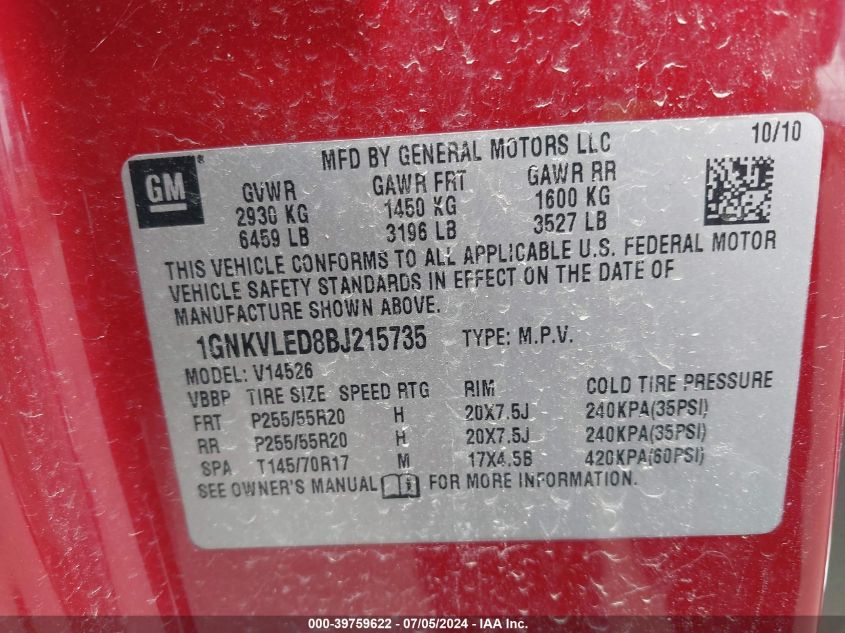 MFD BY GENERAL MOTORS LLC 10/10
GM®
GVWR GAWR FRT GAWR RR
2930 KG 1450 KG 1600 KG
6459 LB 3196 LB 3527 LB
THIS VEHICLE CONFORMS TO ALL APPLICABLE U.S. FEDERAL MOTOR
VEHICLE SAFETY STANDARDS IN EFFECT ON THE DATE OF
MANUFACTURE SHOWN ABOVE.
1GNKVLED8BJ215735 TYPE: M.P.V.
MODEL: V14526
VBBP TIRE SIZE SPEED RTG RIM COLD TIRE PRESSURE
FRT P255/55R20 H 20X7.5J 240KPA(35PSI)
RR P255/55R20 H 20X7.5J 240KPA(35PSI)
SPA T145/70R17 M 17X4.5B 420KPA(60PSI)
SEE OWNER'S MANUAL FOR MORE INFORMATION.
000-39759622 - 07/05/2024 - IAAI Inc.